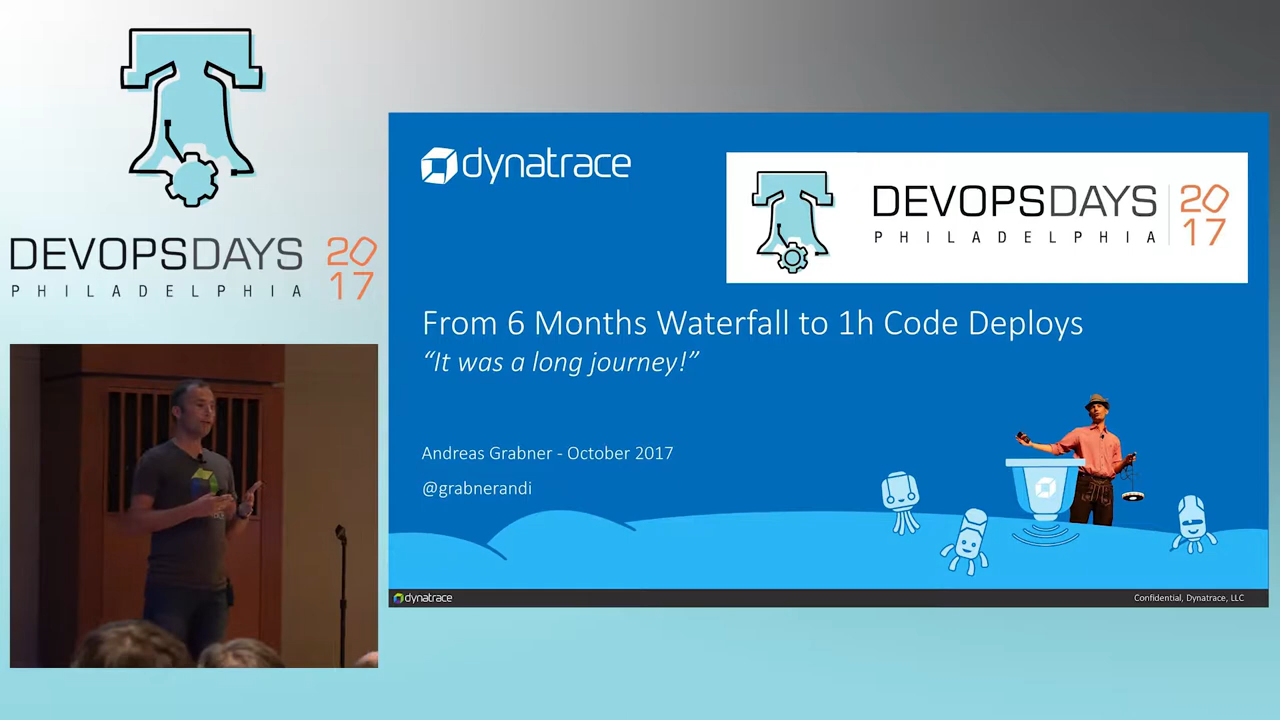 DEVOPSDAYS 2017
PHILADELPHIA
dynatrace
DEVOPSDAYS 2017
PHILADELPHIA
From 6 Months Waterfall to 1h Code Deploys
“It was a long journey!”
Andreas Grabner - October 2017
@grabnerandi
dynatrace
Confidential, Dynatrace, LLC